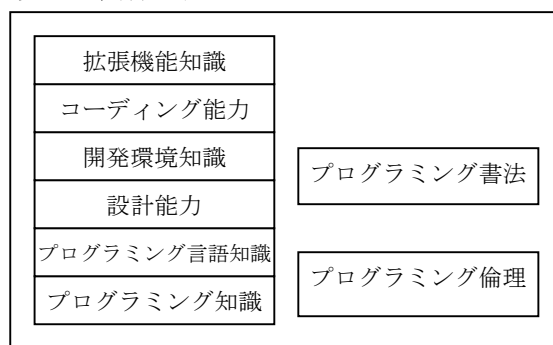 拡張機能知識
コーディング能力
開発環境知識
設計能力
プログラミング言語知識
プログラミング知識
プログラミング書法
プログラミング倫理